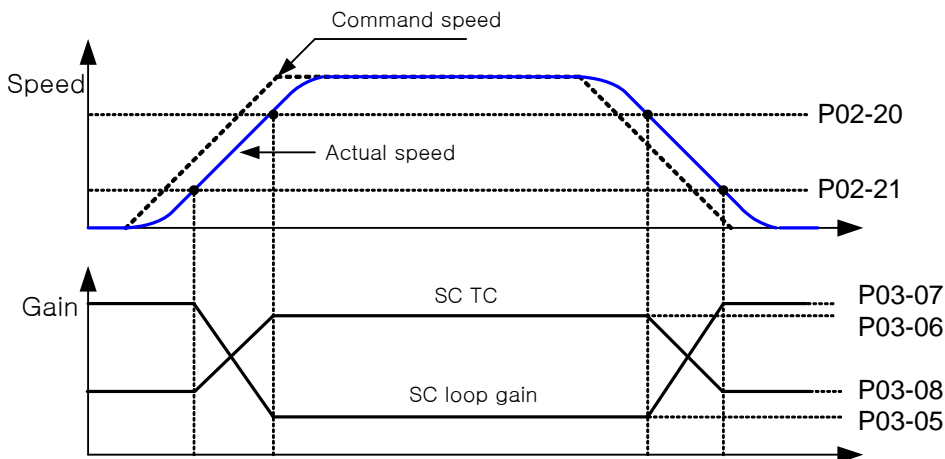 Command speed
Speed
P02-20
Actual speed
P02-21
Gain
SC TC
P03-07
P03-06
SC loop gain
P03-08
P03-05